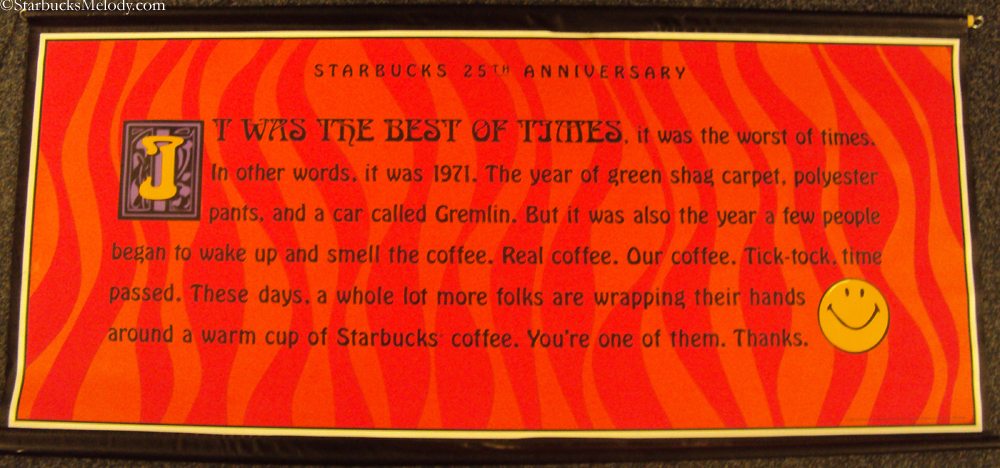 ©StarbucksMelody.com
STARBUCKS 25TH ANNIVERSARY
IT WAS THE BEST OF TIMES, it was the worst of times.
In other words, it was 1971. The year of green shag carpet, polyester
pants, and a car called Gremlin. But it was also the year a few people
began to wake up and smell the coffee. Real coffee. Our coffee. Tick-tock, time
passed. These days, a whole lot more folks are wrapping their hands
around a warm cup of Starbucks coffee. You're one of them. Thanks.